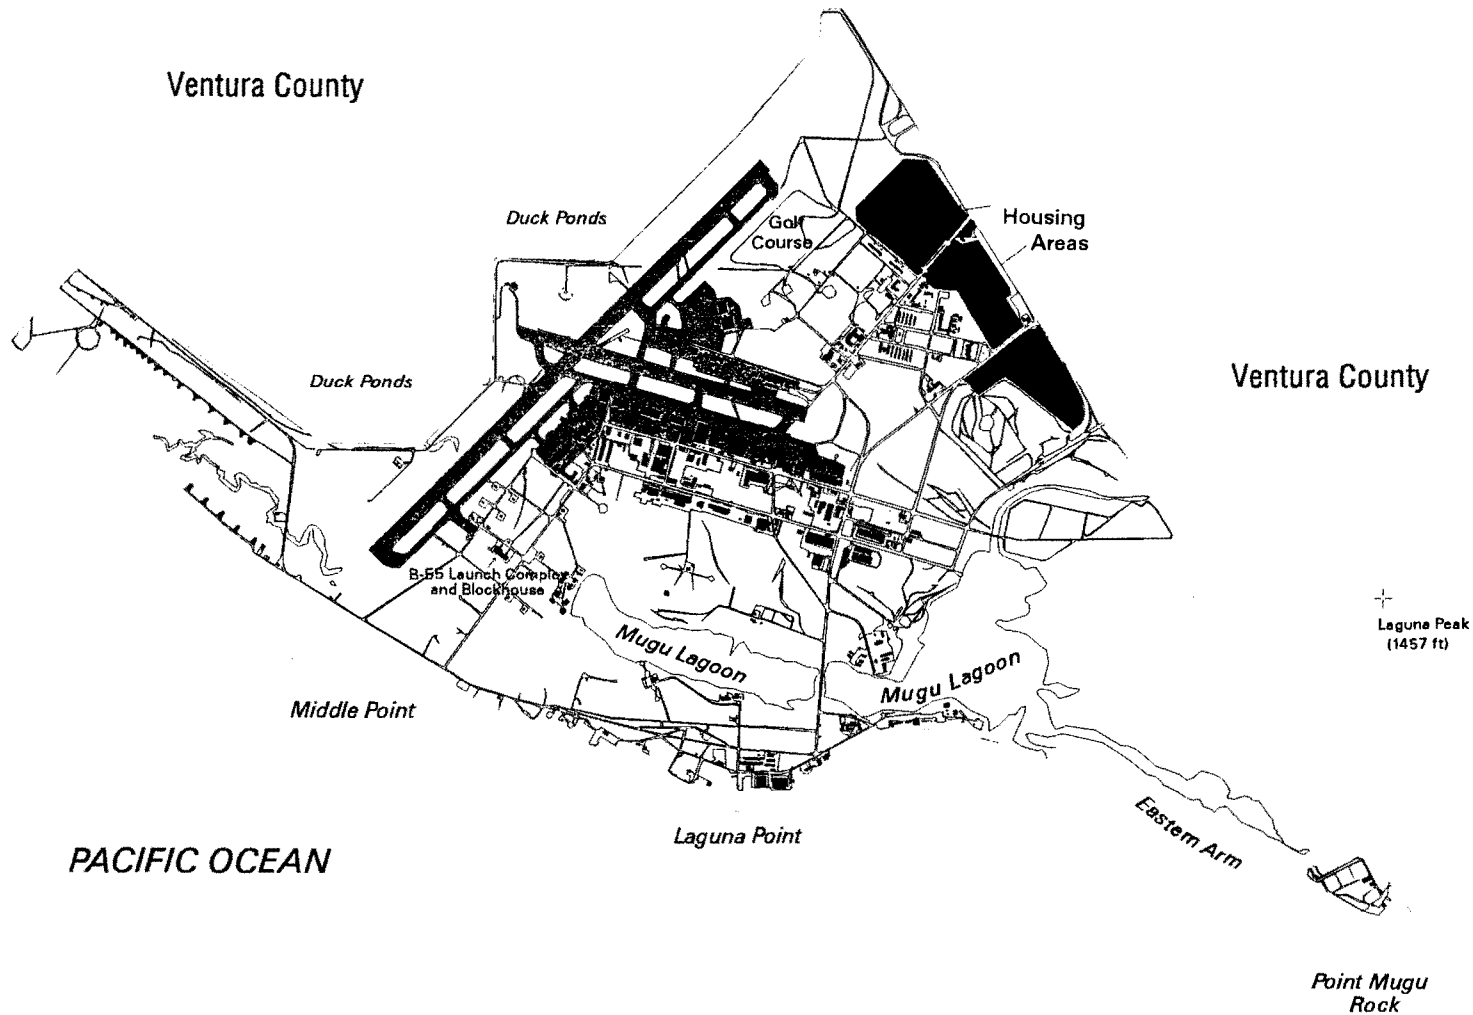 Ventura County
Duck Ponds
Golf
Course
Housing
Areas
Duck Ponds
Ventura County
B-55 Launch Complex
and Blockhouse
Laguna Peak
(1457 ft)
Mugu Lagoon
Mugu Lagoon
Middle Point
Laguna Point
Eastern Arm
PACIFIC OCEAN
Point Mugu
Rock